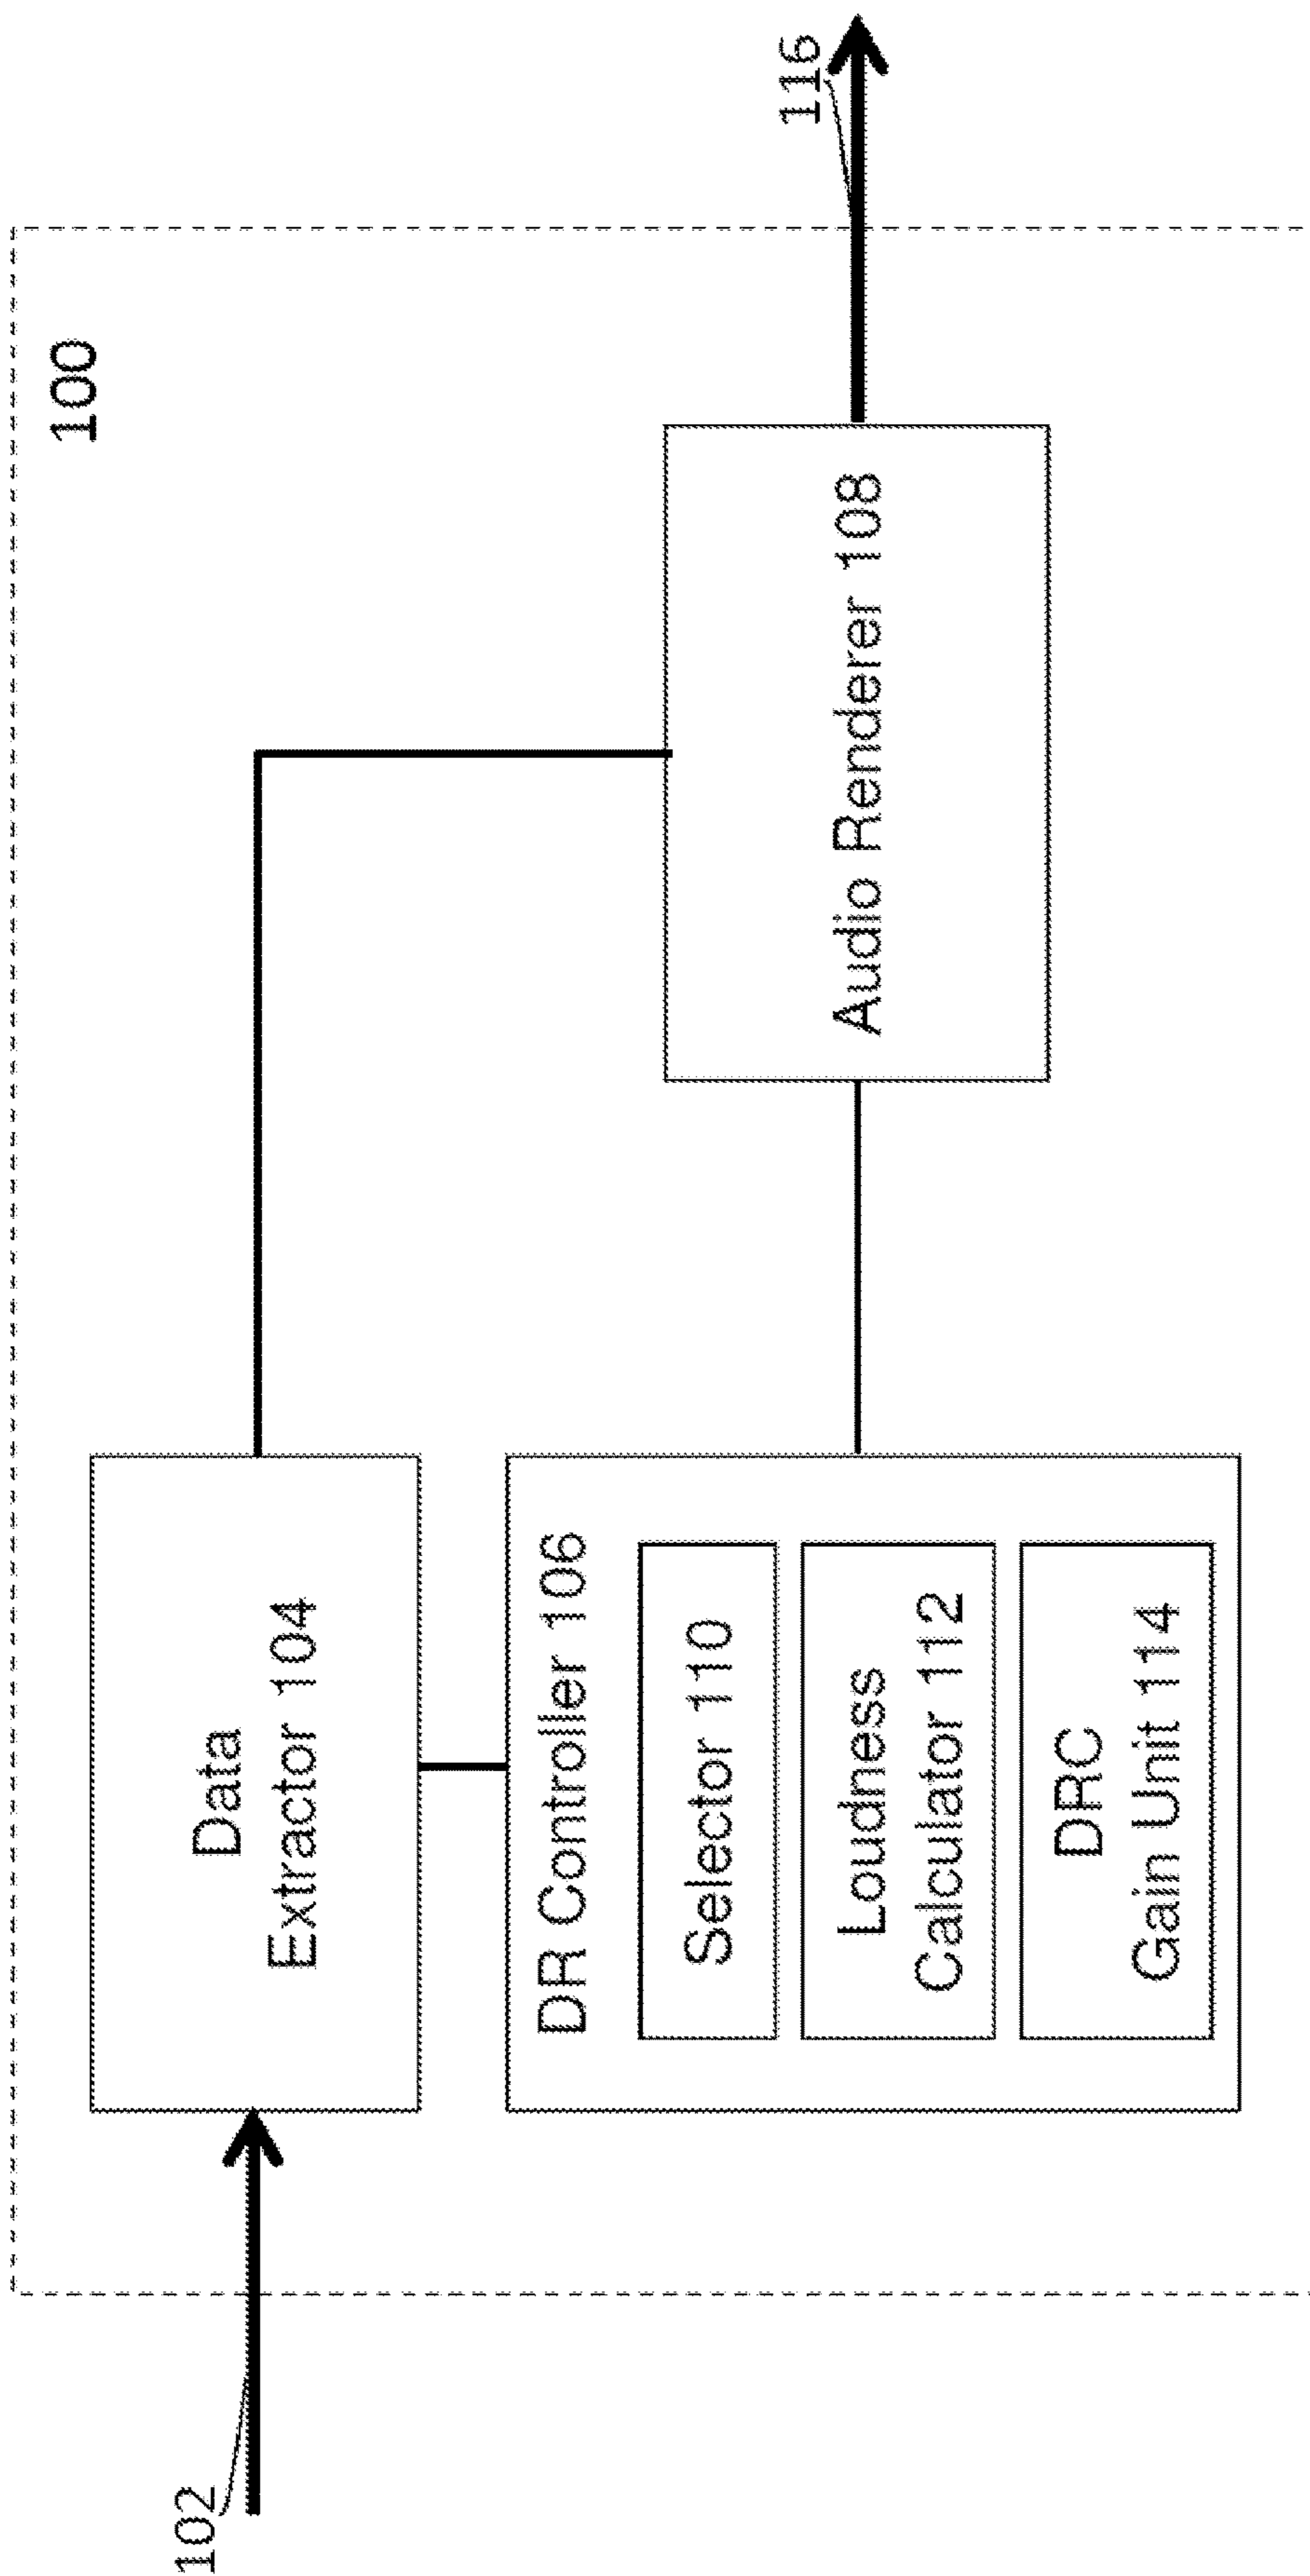 100
102
Data
Extractor 104
DR Controller 106
Selector 110
Loudness
Calculator 112
DRC
Gain Unit 114
Audio Renderer 108
116